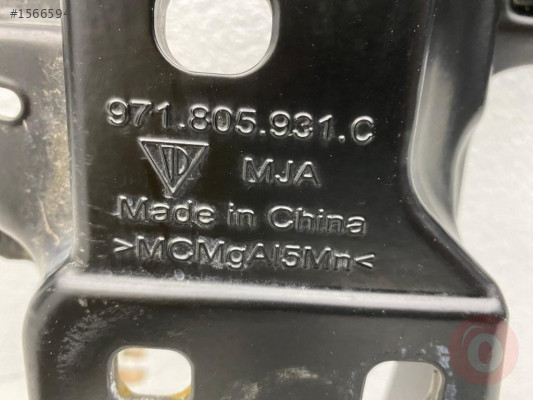 #156659
971.805.931.C
MJA
Made in China
>MCMgAl5Mn<